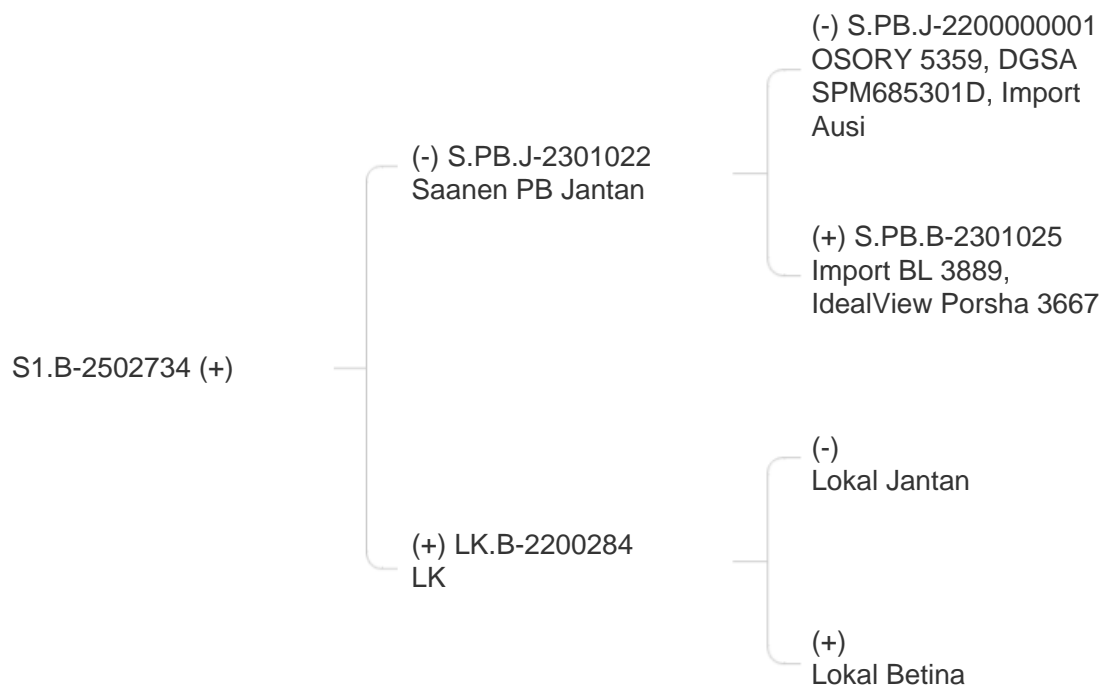 (-) S.PB.J-2200000001
OSORY 5359, DGSA
SPM685301D, Import
Ausi
(-) S.PB.J-2301022
Saanen PB Jantan
(+) S.PB.B-2301025
Import BL 3889,
IdealView Porsha 3667
S1.B-2502734 (+)
(-)
Lokal Jantan
(+) LK.B-2200284
LK
(+)
Lokal Betina